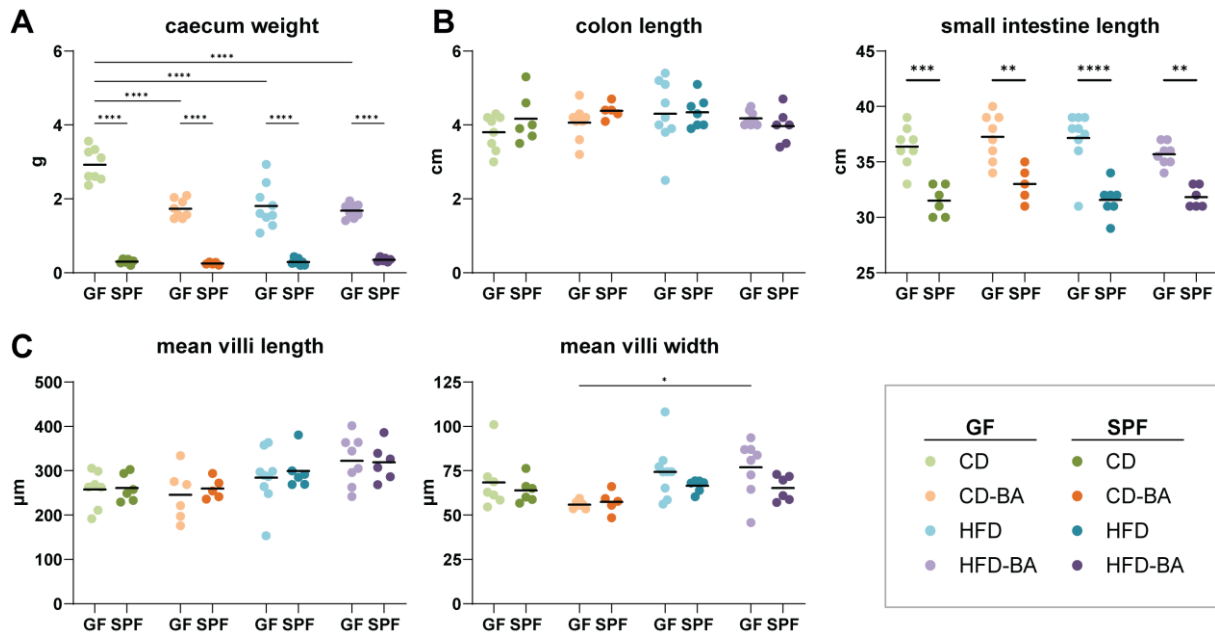 A
caecum weight
6
4
2
0
g
****
****
****
**** **** **** ****
GF SPF GF SPF GF SPF GF SPF
B
colon length
6
4
2
0
cm
GF SPF GF SPF GF SPF GF SPF
small intestine length
45
40
35
30
25
cm
*** ** **** **
GF SPF GF SPF GF SPF GF SPF
C
mean villi length
500
400
300
200
100
0
µm
GF SPF GF SPF GF SPF GF SPF
mean villi width
125
100
75
50
25
0
µm
*
GF SPF GF SPF GF SPF GF SPF
GF SPF
CD CD
CD-BA CD-BA
HFD HFD
HFD-BA HFD-BA